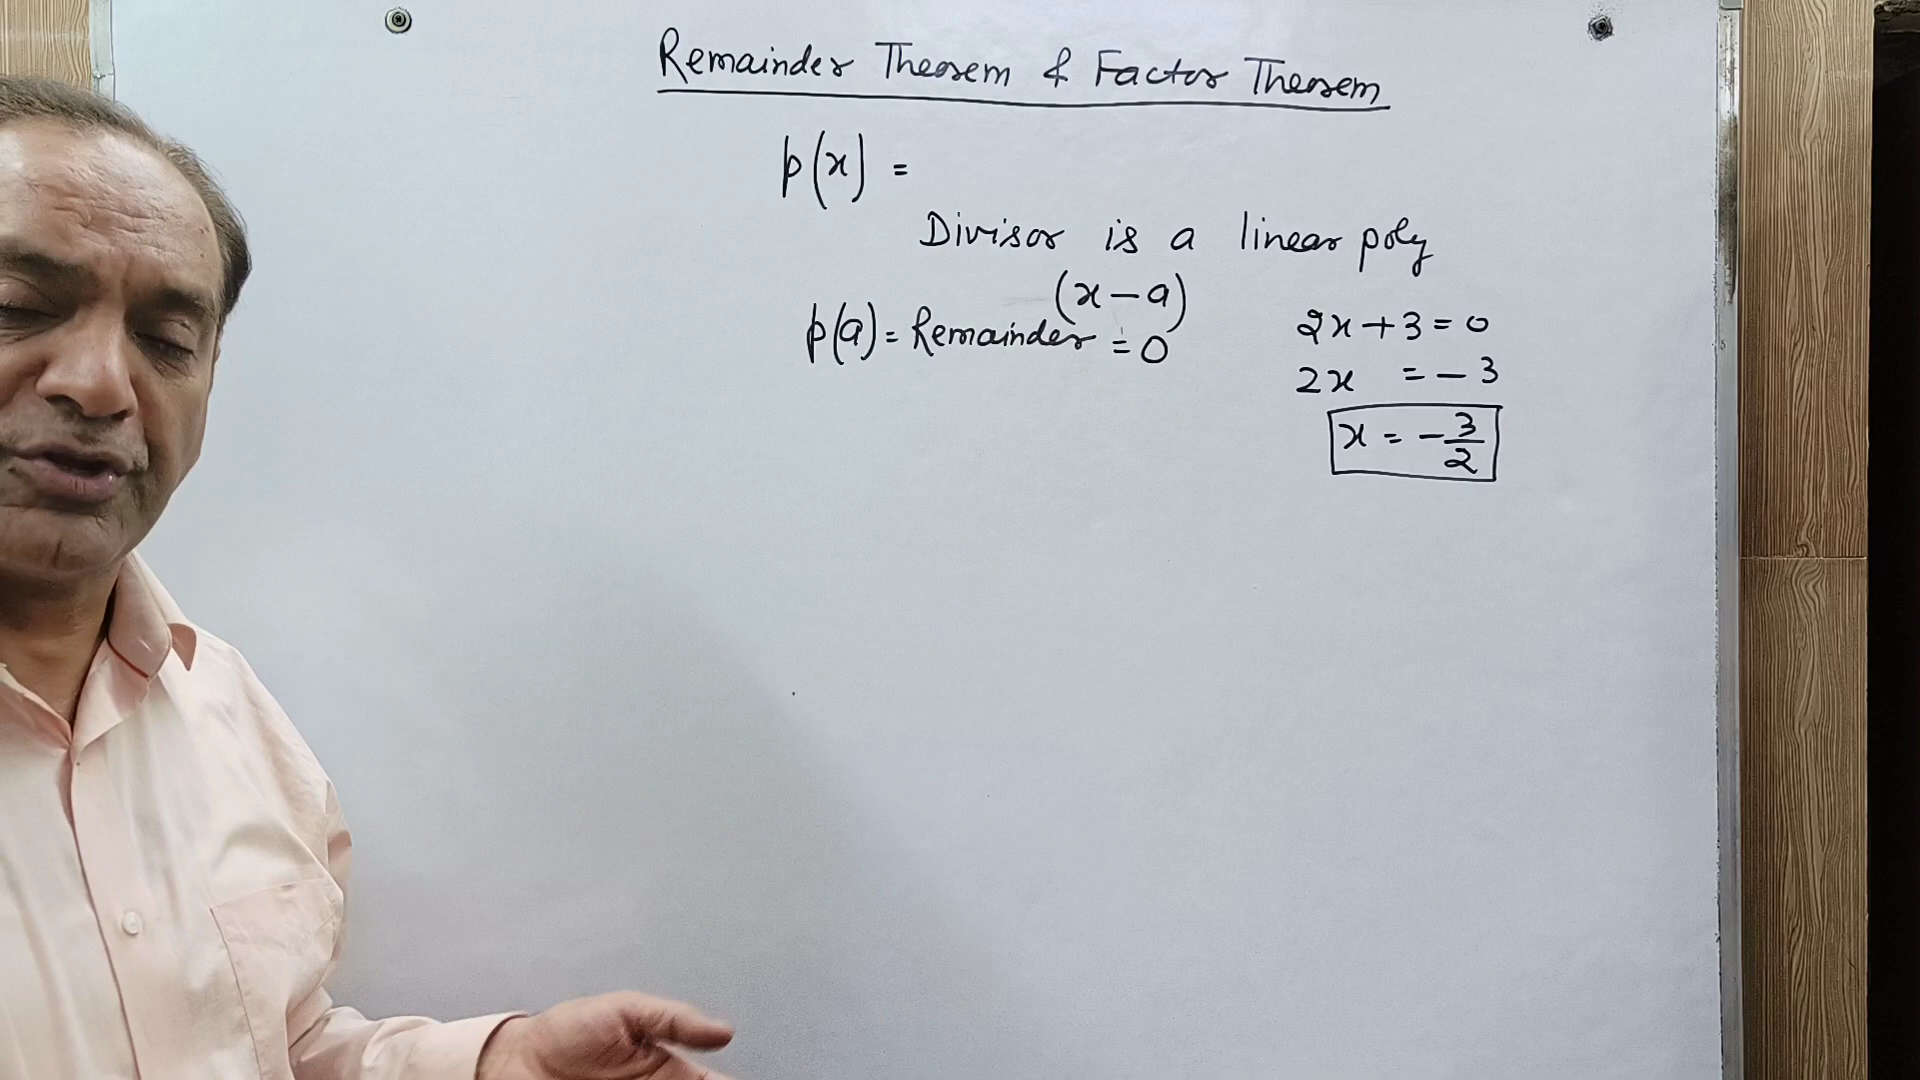 Remainder Theorem & Factor Theorem
p(x) =
Divisor is a linear poly
(x - a)
p(a) = Remainder = 0
2x + 3 = 0
2x = - 3
x = - 3/2